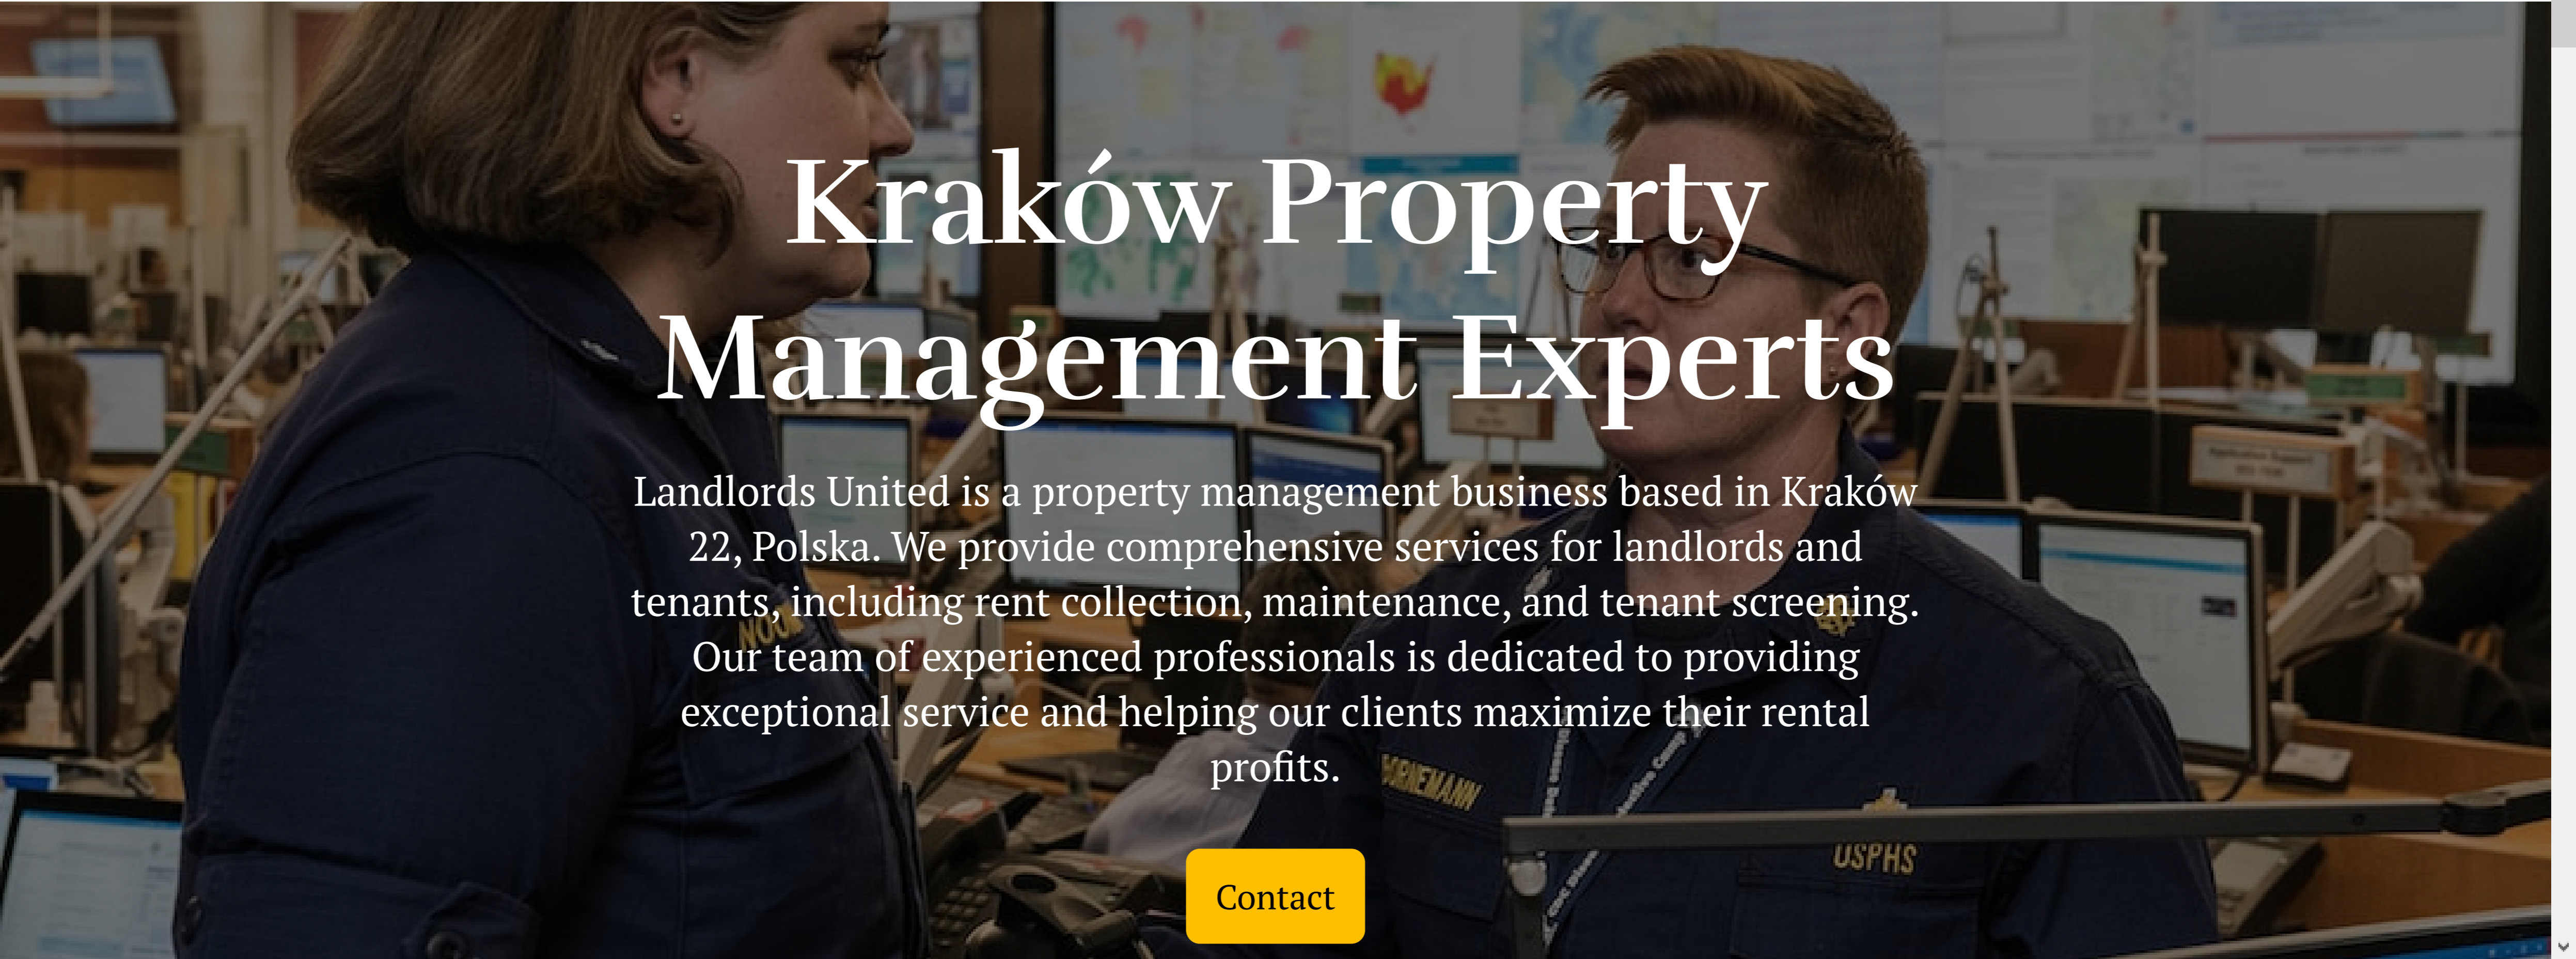 Kraków Property
Management Experts
Landlords United is a property management business based in Kraków
22, Polska. We provide comprehensive services for landlords and
tenants, including rent collection, maintenance, and tenant screening.
Our team of experienced professionals is dedicated to providing
exceptional service and helping our clients maximize their rental
profits.
USPHS
Contact